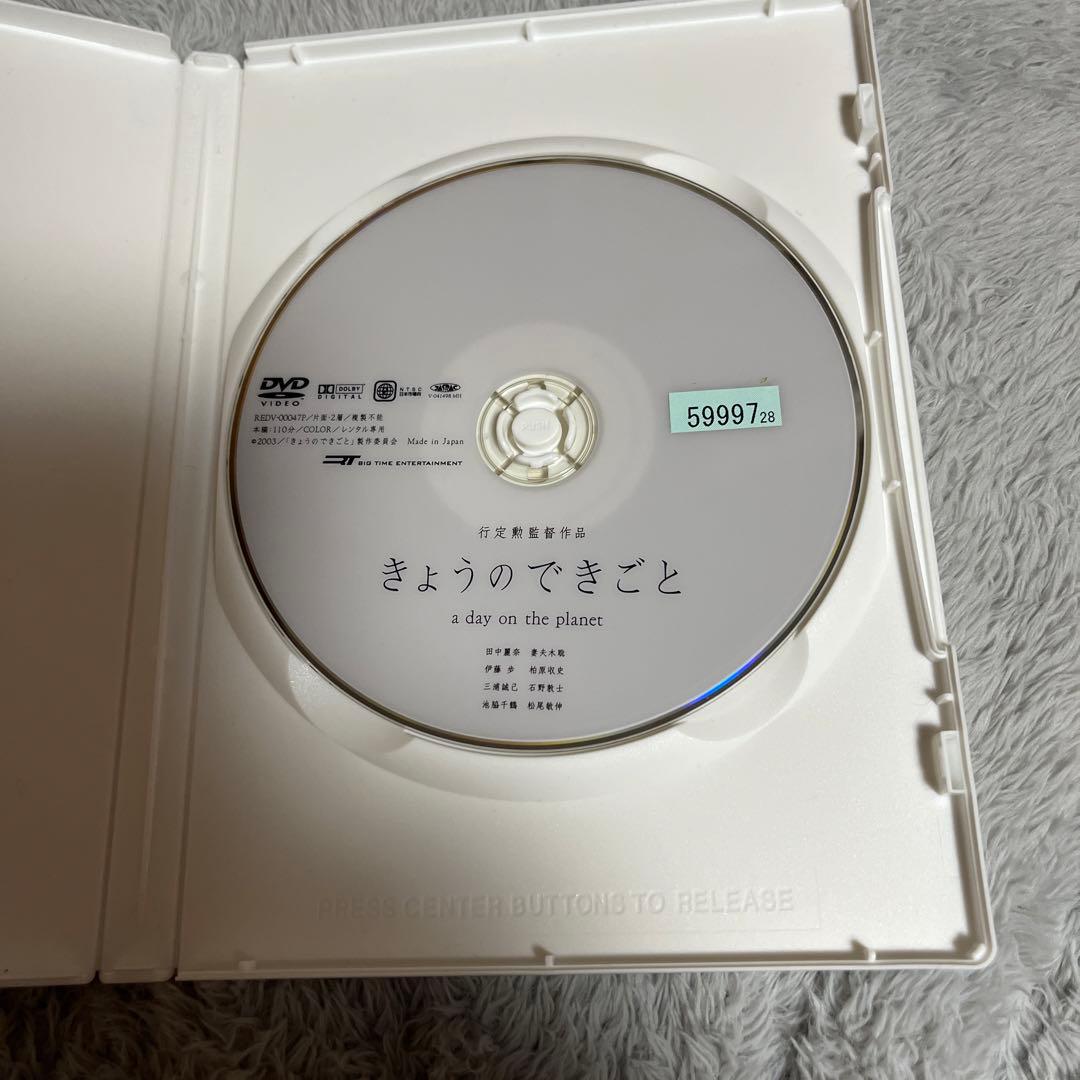 DVD VIDEO
DOLBY DIGITAL
NTSC 日本市場向
V-041498 MH
REDV-00047P/片面・2層/複製不能
本編:110分/COLOR/レンタル専用
©2003/「きょうのできごと」製作委員会 Made in Japan
RT BIG TIME ENTERTAINMENT
PUSH
59997 28
行定勲監督作品
きょうのできごと
a day on the planet
田中麗奈 妻夫木聡
伊藤 歩 柏原収史
三浦誠己 石野敦士
池脇千鶴 松尾敏伸
PRESS CENTER BUTTONS TO RELEASE